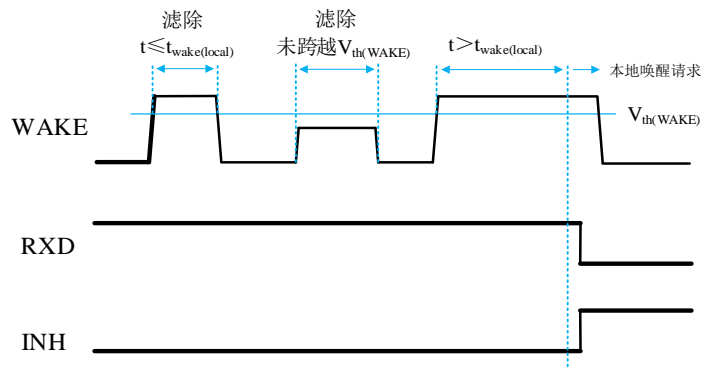 滤除
t≤twake(local)
滤除
未跨越Vth(WAKE)
t＞twake(local)
本地唤醒请求
WAKE
Vth(WAKE)
RXD
INH